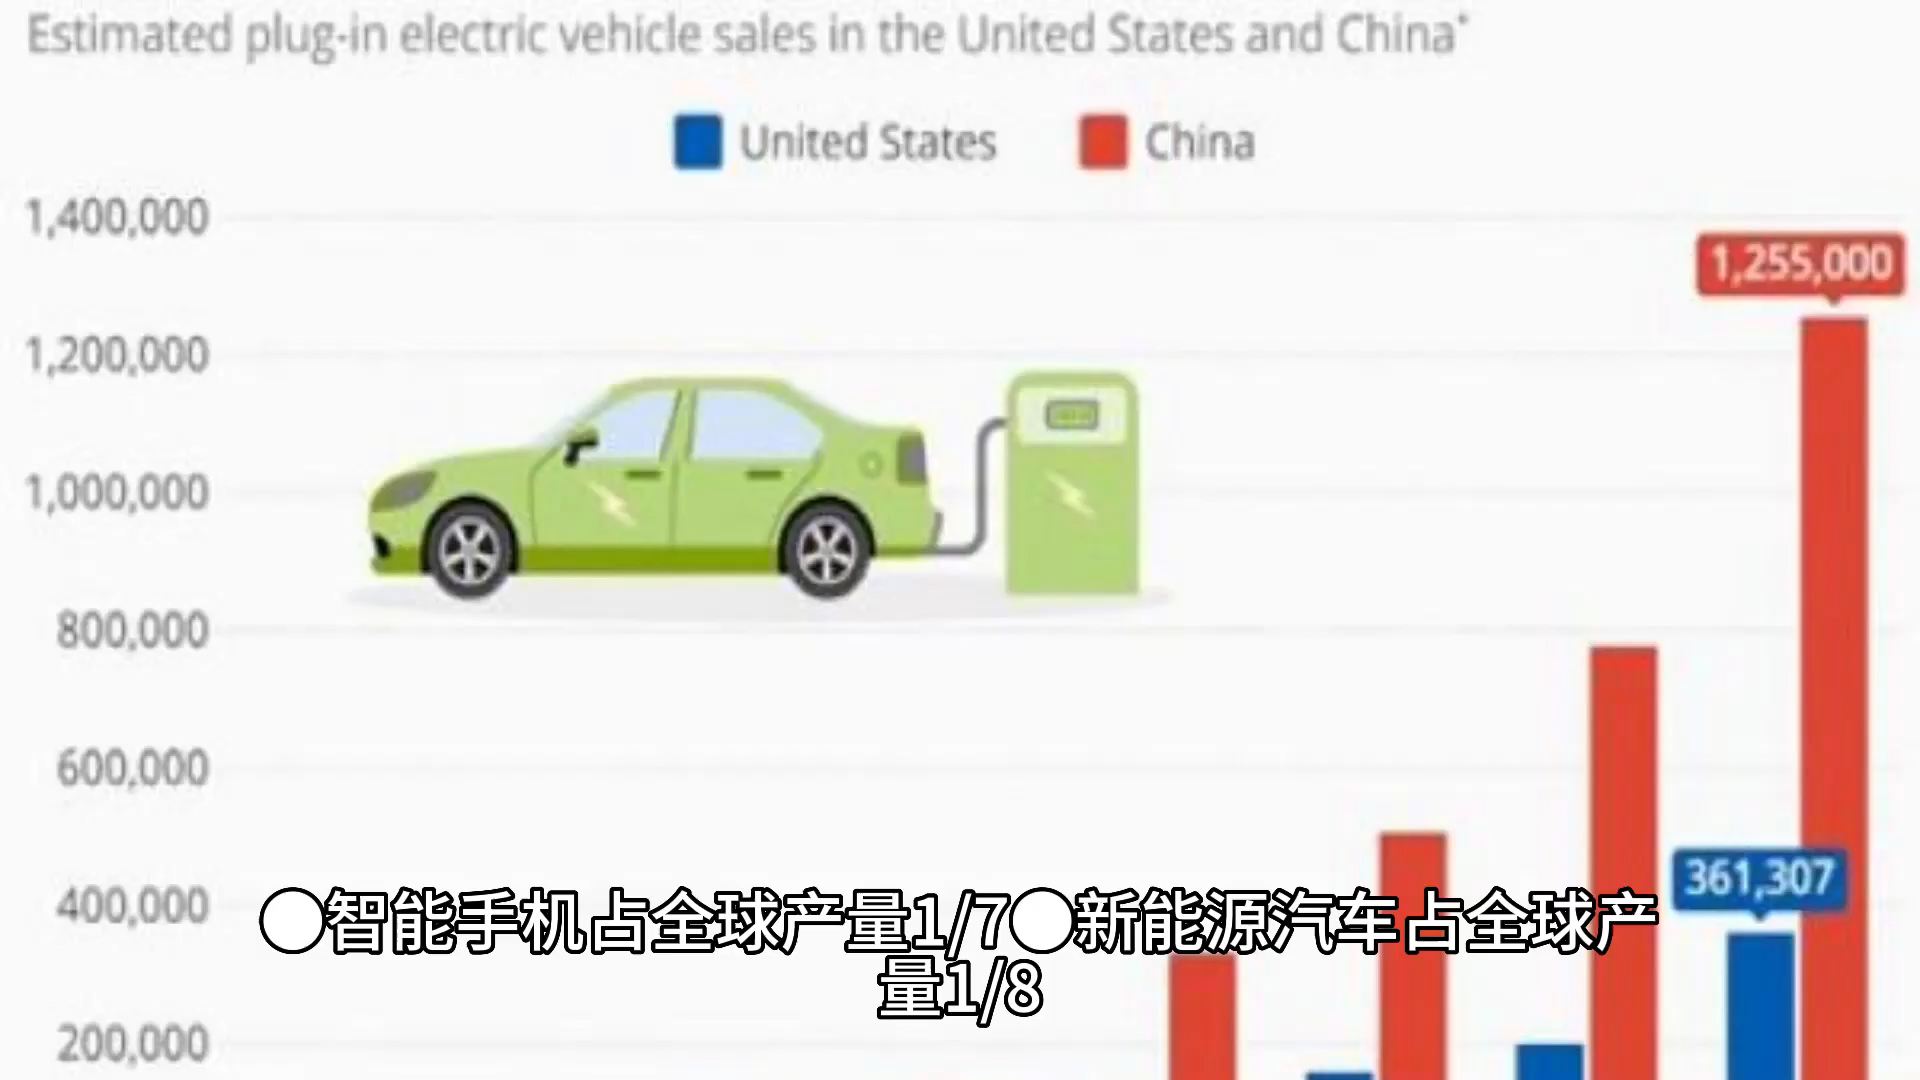 Estimated plug-in electric vehicle sales in the United States and China*
United States
China
1,400,000
1,255,000
1,200,000
1,000,000
800,000
600,000
361,307
400,000
●智能手机占全球产量1/7●新能源汽车占全球产
量1/8
200,000